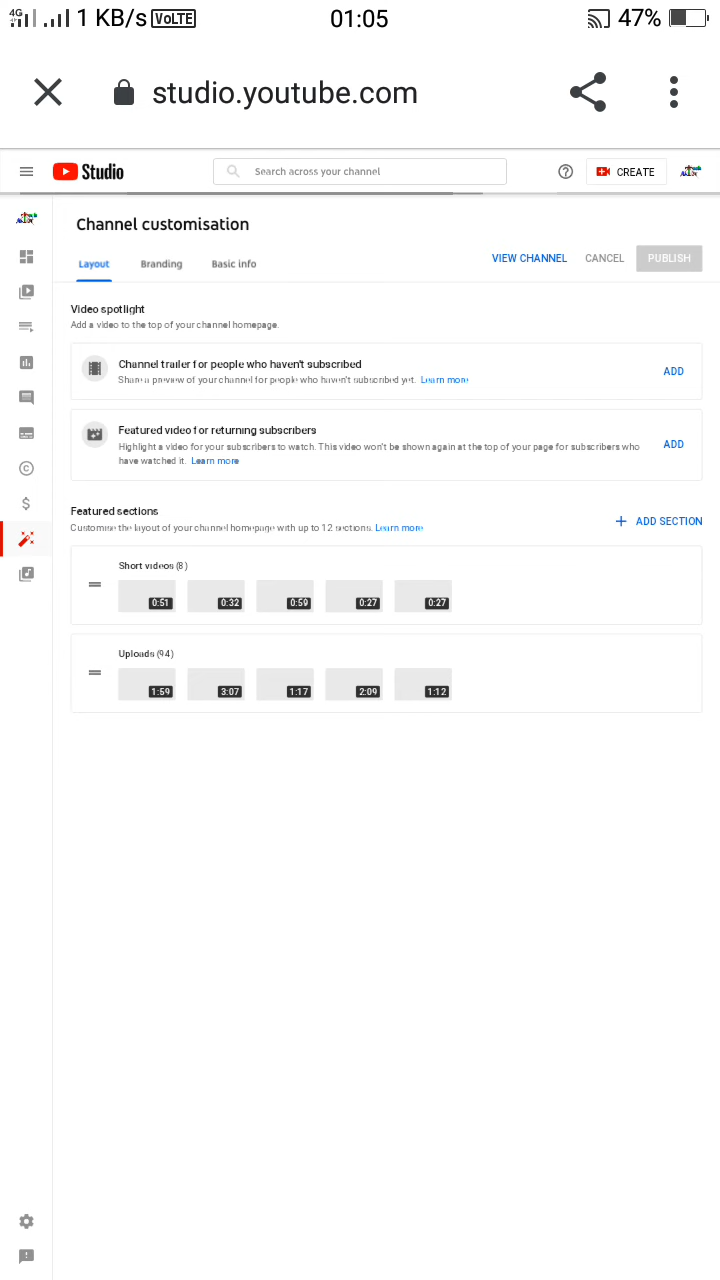 4G 1 KB/s VoLTE 01:05 47%
studio.youtube.com
Studio Search across your channel CREATE
Channel customisation
Layout Branding Basic info VIEW CHANNEL CANCEL PUBLISH
Video spotlight
Add a video to the top of your channel homepage.
Channel trailer for people who haven't subscribed
Share a preview of your channel for people who haven't subscribed yet. Learn more
ADD
Featured video for returning subscribers
Highlight a video for your subscribers to watch. This video won't be shown again at the top of your page for subscribers who
have watched it. Learn more
ADD
Featured sections
Customise the layout of your channel homepage with up to 12 sections. Learn more
+ ADD SECTION
Short videos (8)
0:51 0:32 0:59 0:27 0:27
Uploads (94)
1:59 3:07 1:17 2:09 1:12